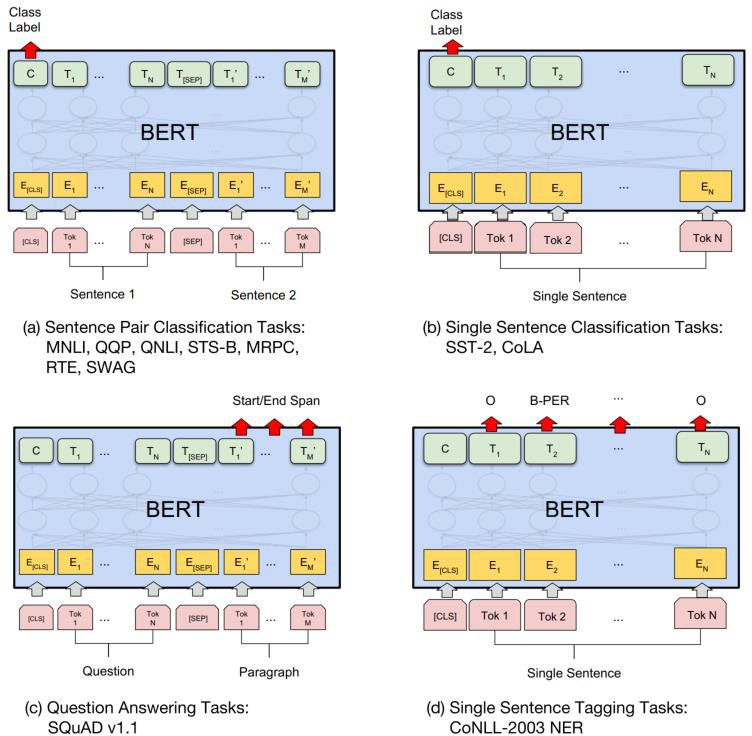 Class
Label
C T1 ... TN T[SEP] T1' ... TM'
BERT
E[CLS] E1 ... EN E[SEP] E1' ... EM'
[CLS] Tok 1 ... Tok N [SEP] Tok 1 ... Tok M
Sentence 1 Sentence 2
(a) Sentence Pair Classification Tasks:
MNLI, QQP, QNLI, STS-B, MRPC,
RTE, SWAG
Class
Label
C T1 T2 ... TN
BERT
E[CLS] E1 E2 ... EN
[CLS] Tok 1 Tok 2 ... Tok N
Single Sentence
(b) Single Sentence Classification Tasks:
SST-2, CoLA
Start/End Span
C T1 ... TN T[SEP] T1' ... TM'
BERT
E[CLS] E1 ... EN E[SEP] E1' ... EM'
[CLS] Tok 1 ... Tok N [SEP] Tok 1 ... Tok M
Question Paragraph
(c) Question Answering Tasks:
SQuAD v1.1
O B-PER ... O
C T1 T2 ... TN
BERT
E[CLS] E1 E2 ... EN
[CLS] Tok 1 Tok 2 ... Tok N
Single Sentence
(d) Single Sentence Tagging Tasks:
CoNLL-2003 NER